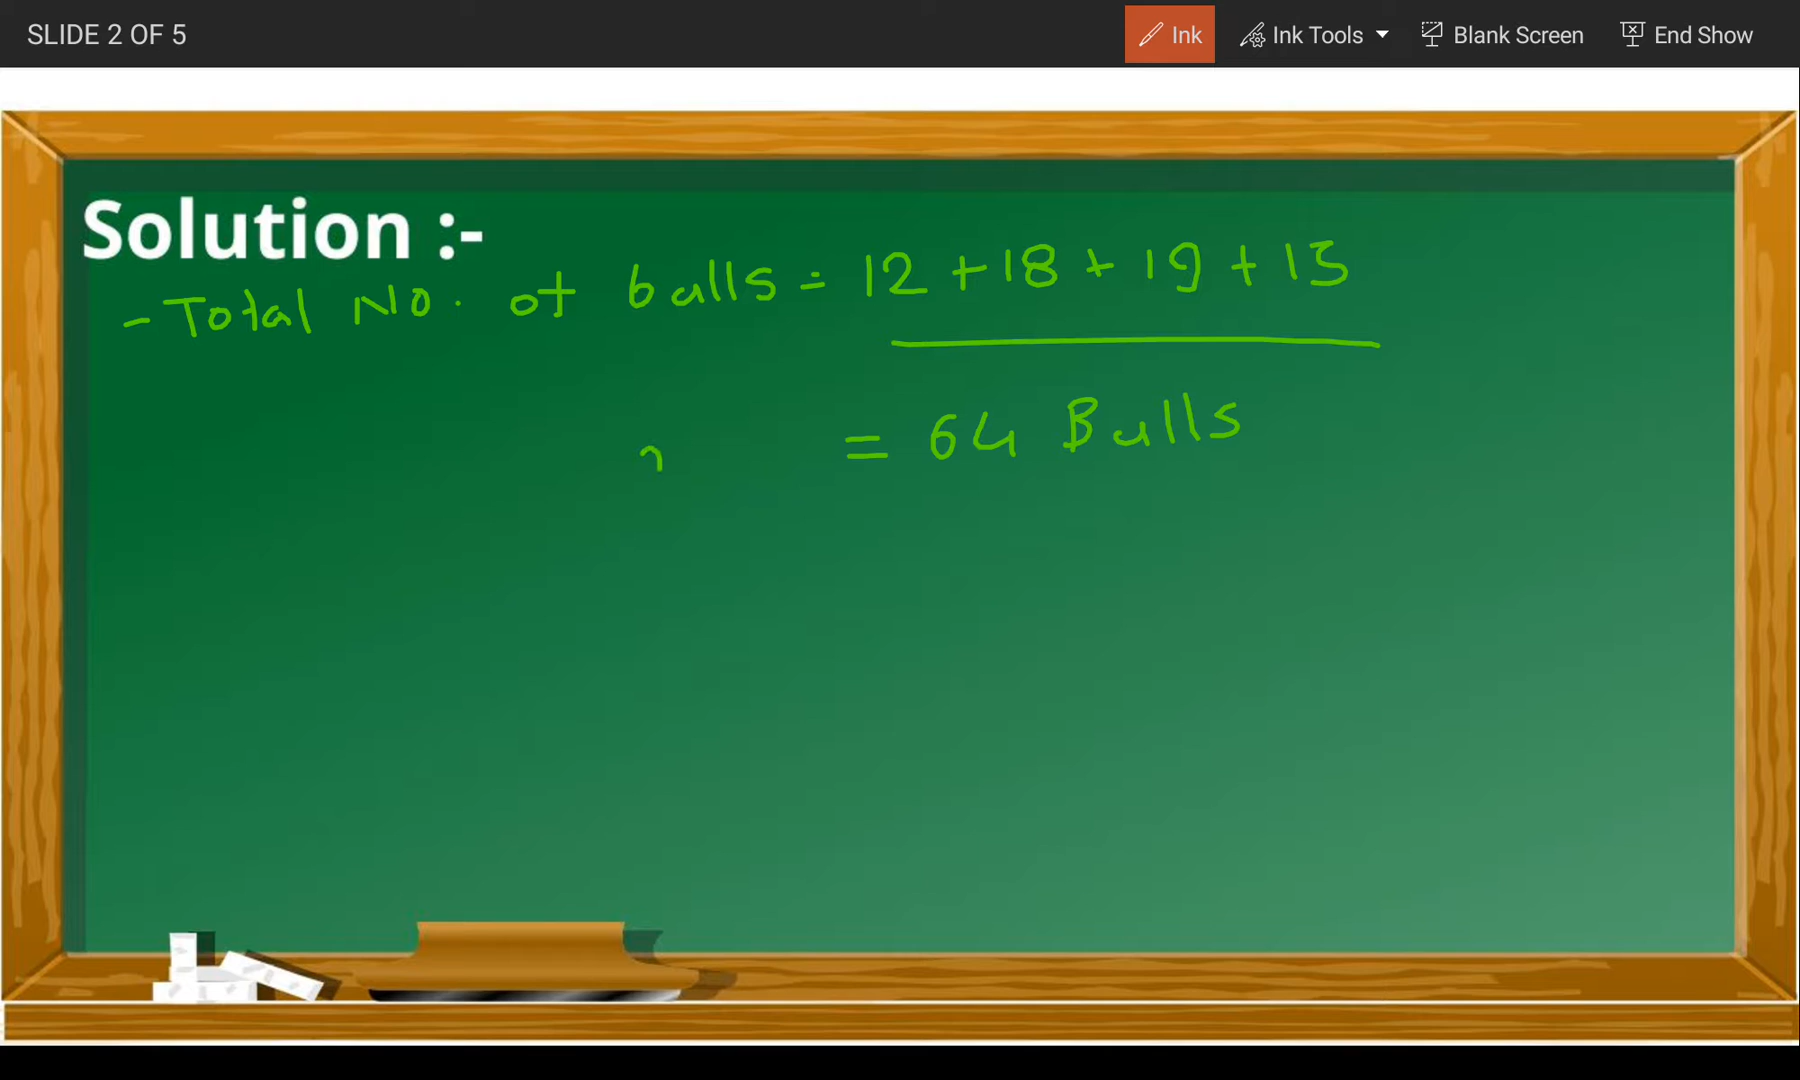 SLIDE 2 OF 5
Ink
Ink Tools
Blank Screen
End Show
Solution :-
- Total No. of balls = 12 + 18 + 19 + 15
= 64 Balls